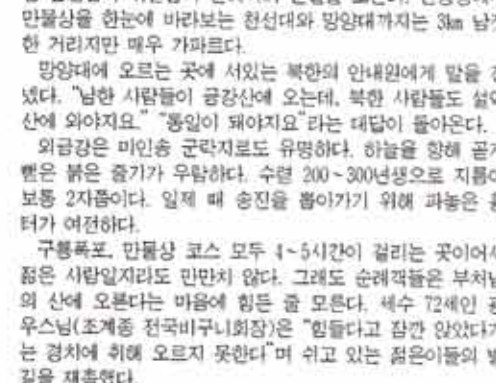 만물상을 한눈에 바라보는 천선대와 망양대까지는 3km 남짓
한 거리지만 매우 가파르다.
망양대에 오르는 곳에 서있는 북한의 안내원에게 말을 건
넸다. “남한 사람들이 금강산에 오는데, 북한 사람들도 설악
산에 와야지요.” “통일이 돼야지요”라는 대답이 돌아온다.
외금강은 미인송 군락지로도 유명하다. 하늘을 향해 곧게
뻗은 붉은 줄기가 우람하다. 수령 200~300년생으로 지름이
보통 2자쯤이다. 일제 때 송진을 뽑아가기 위해 파놓은 흉
터가 여전하다.
구룡폭포, 만물상 코스 모두 4~5시간이 걸리는 곳이어서
젊은 사람일지라도 만만치 않다. 그래도 순례객들은 부처님
의 산에 오른다는 마음에 힘든 줄 모른다. 세수 72세인 광
우스님(조계종 전국비구니회장)은 “힘들다고 잠깐 앉았다가
는 경치에 취해 오르지 못한다”며 쉬고 있는 젊은이들의 발
길을 재촉했다.